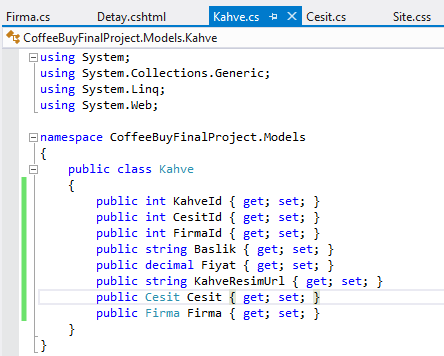 Firma.cs Detay.cshtml Kahve.cs Cesit.cs Site.css
CoffeeBuyFinalProject.Models.Kahve
using System;
using System.Collections.Generic;
using System.Linq;
using System.Web;
namespace CoffeeBuyFinalProject.Models
{
public class Kahve
{
public int KahveId { get; set; }
public int CesitId { get; set; }
public int FirmaId { get; set; }
public string Baslik { get; set; }
public decimal Fiyat { get; set; }
public string KahveResimUrl { get; set; }
public Cesit Cesit { get; set; }
public Firma Firma { get; set; }
}
}